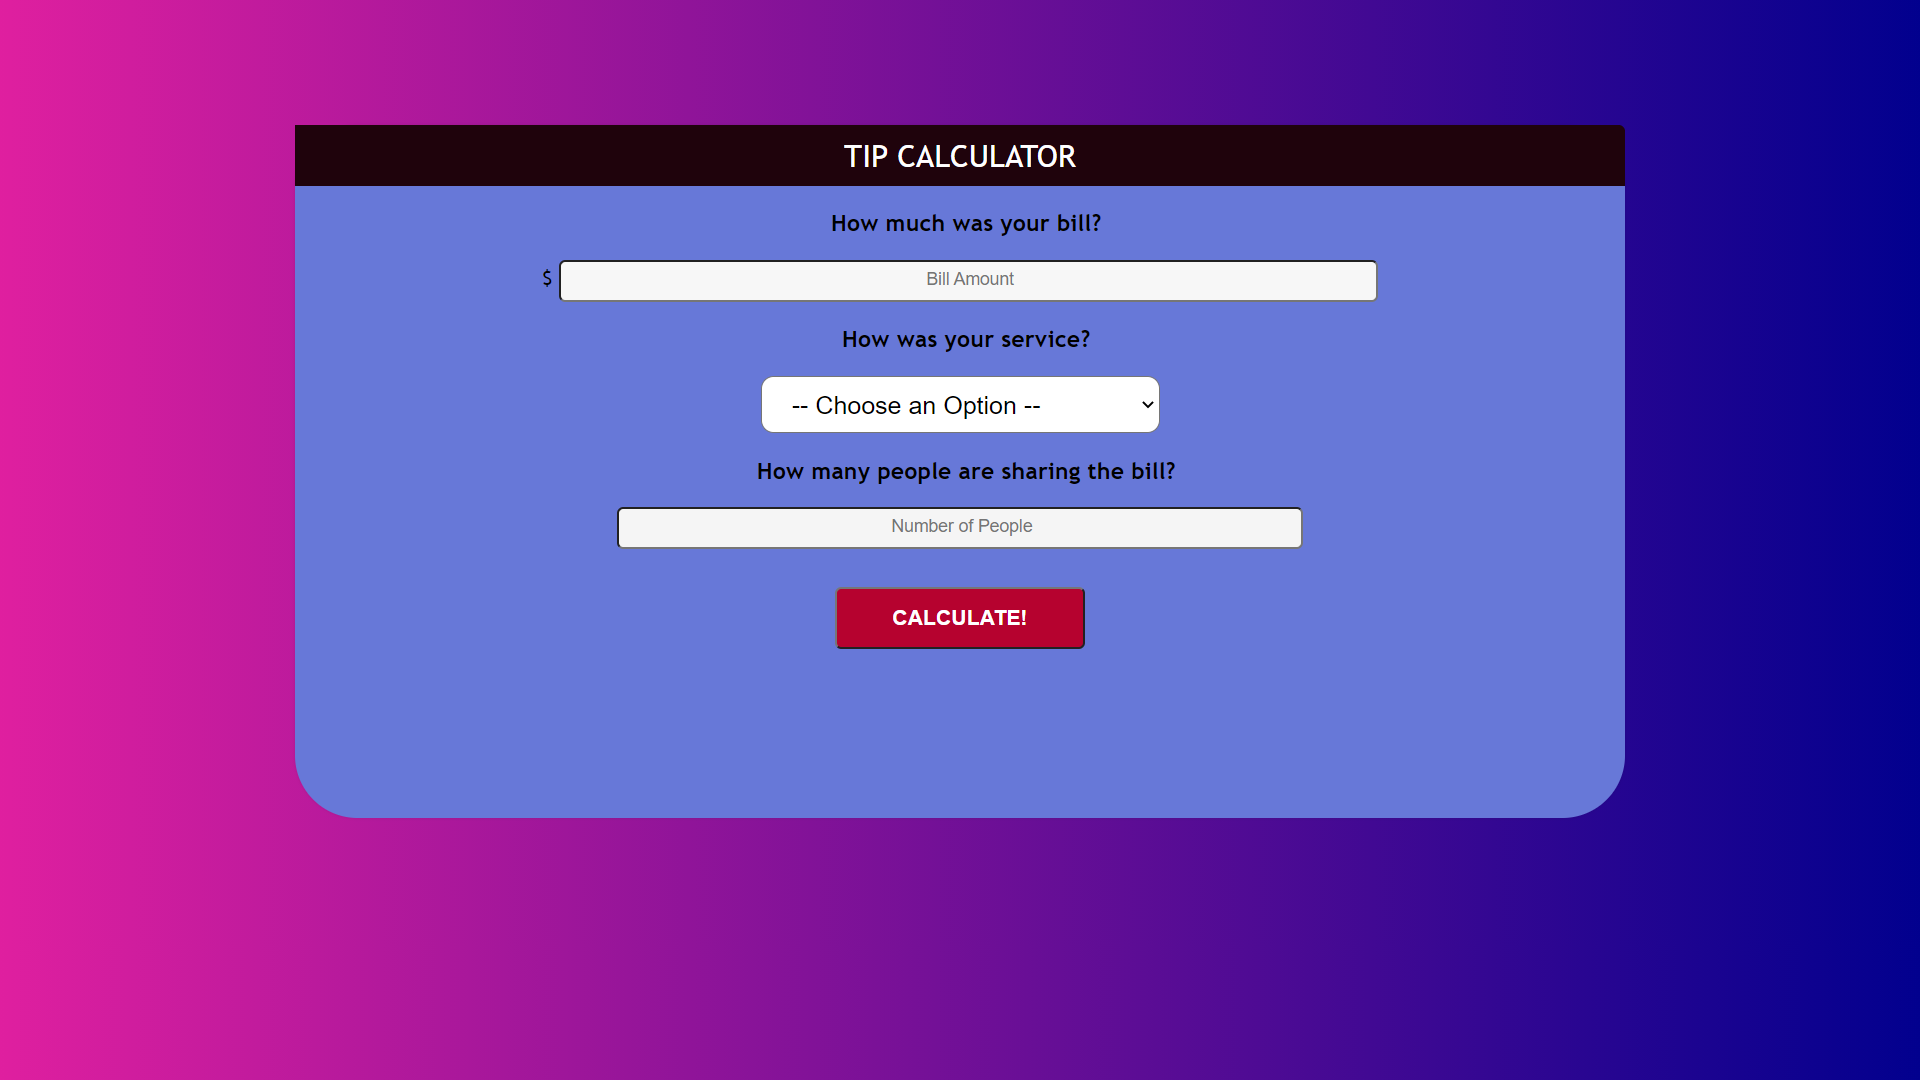 TIP CALCULATOR
How much was your bill?
$ Bill Amount
How was your service?
-- Choose an Option --
How many people are sharing the bill?
Number of People
CALCULATE!